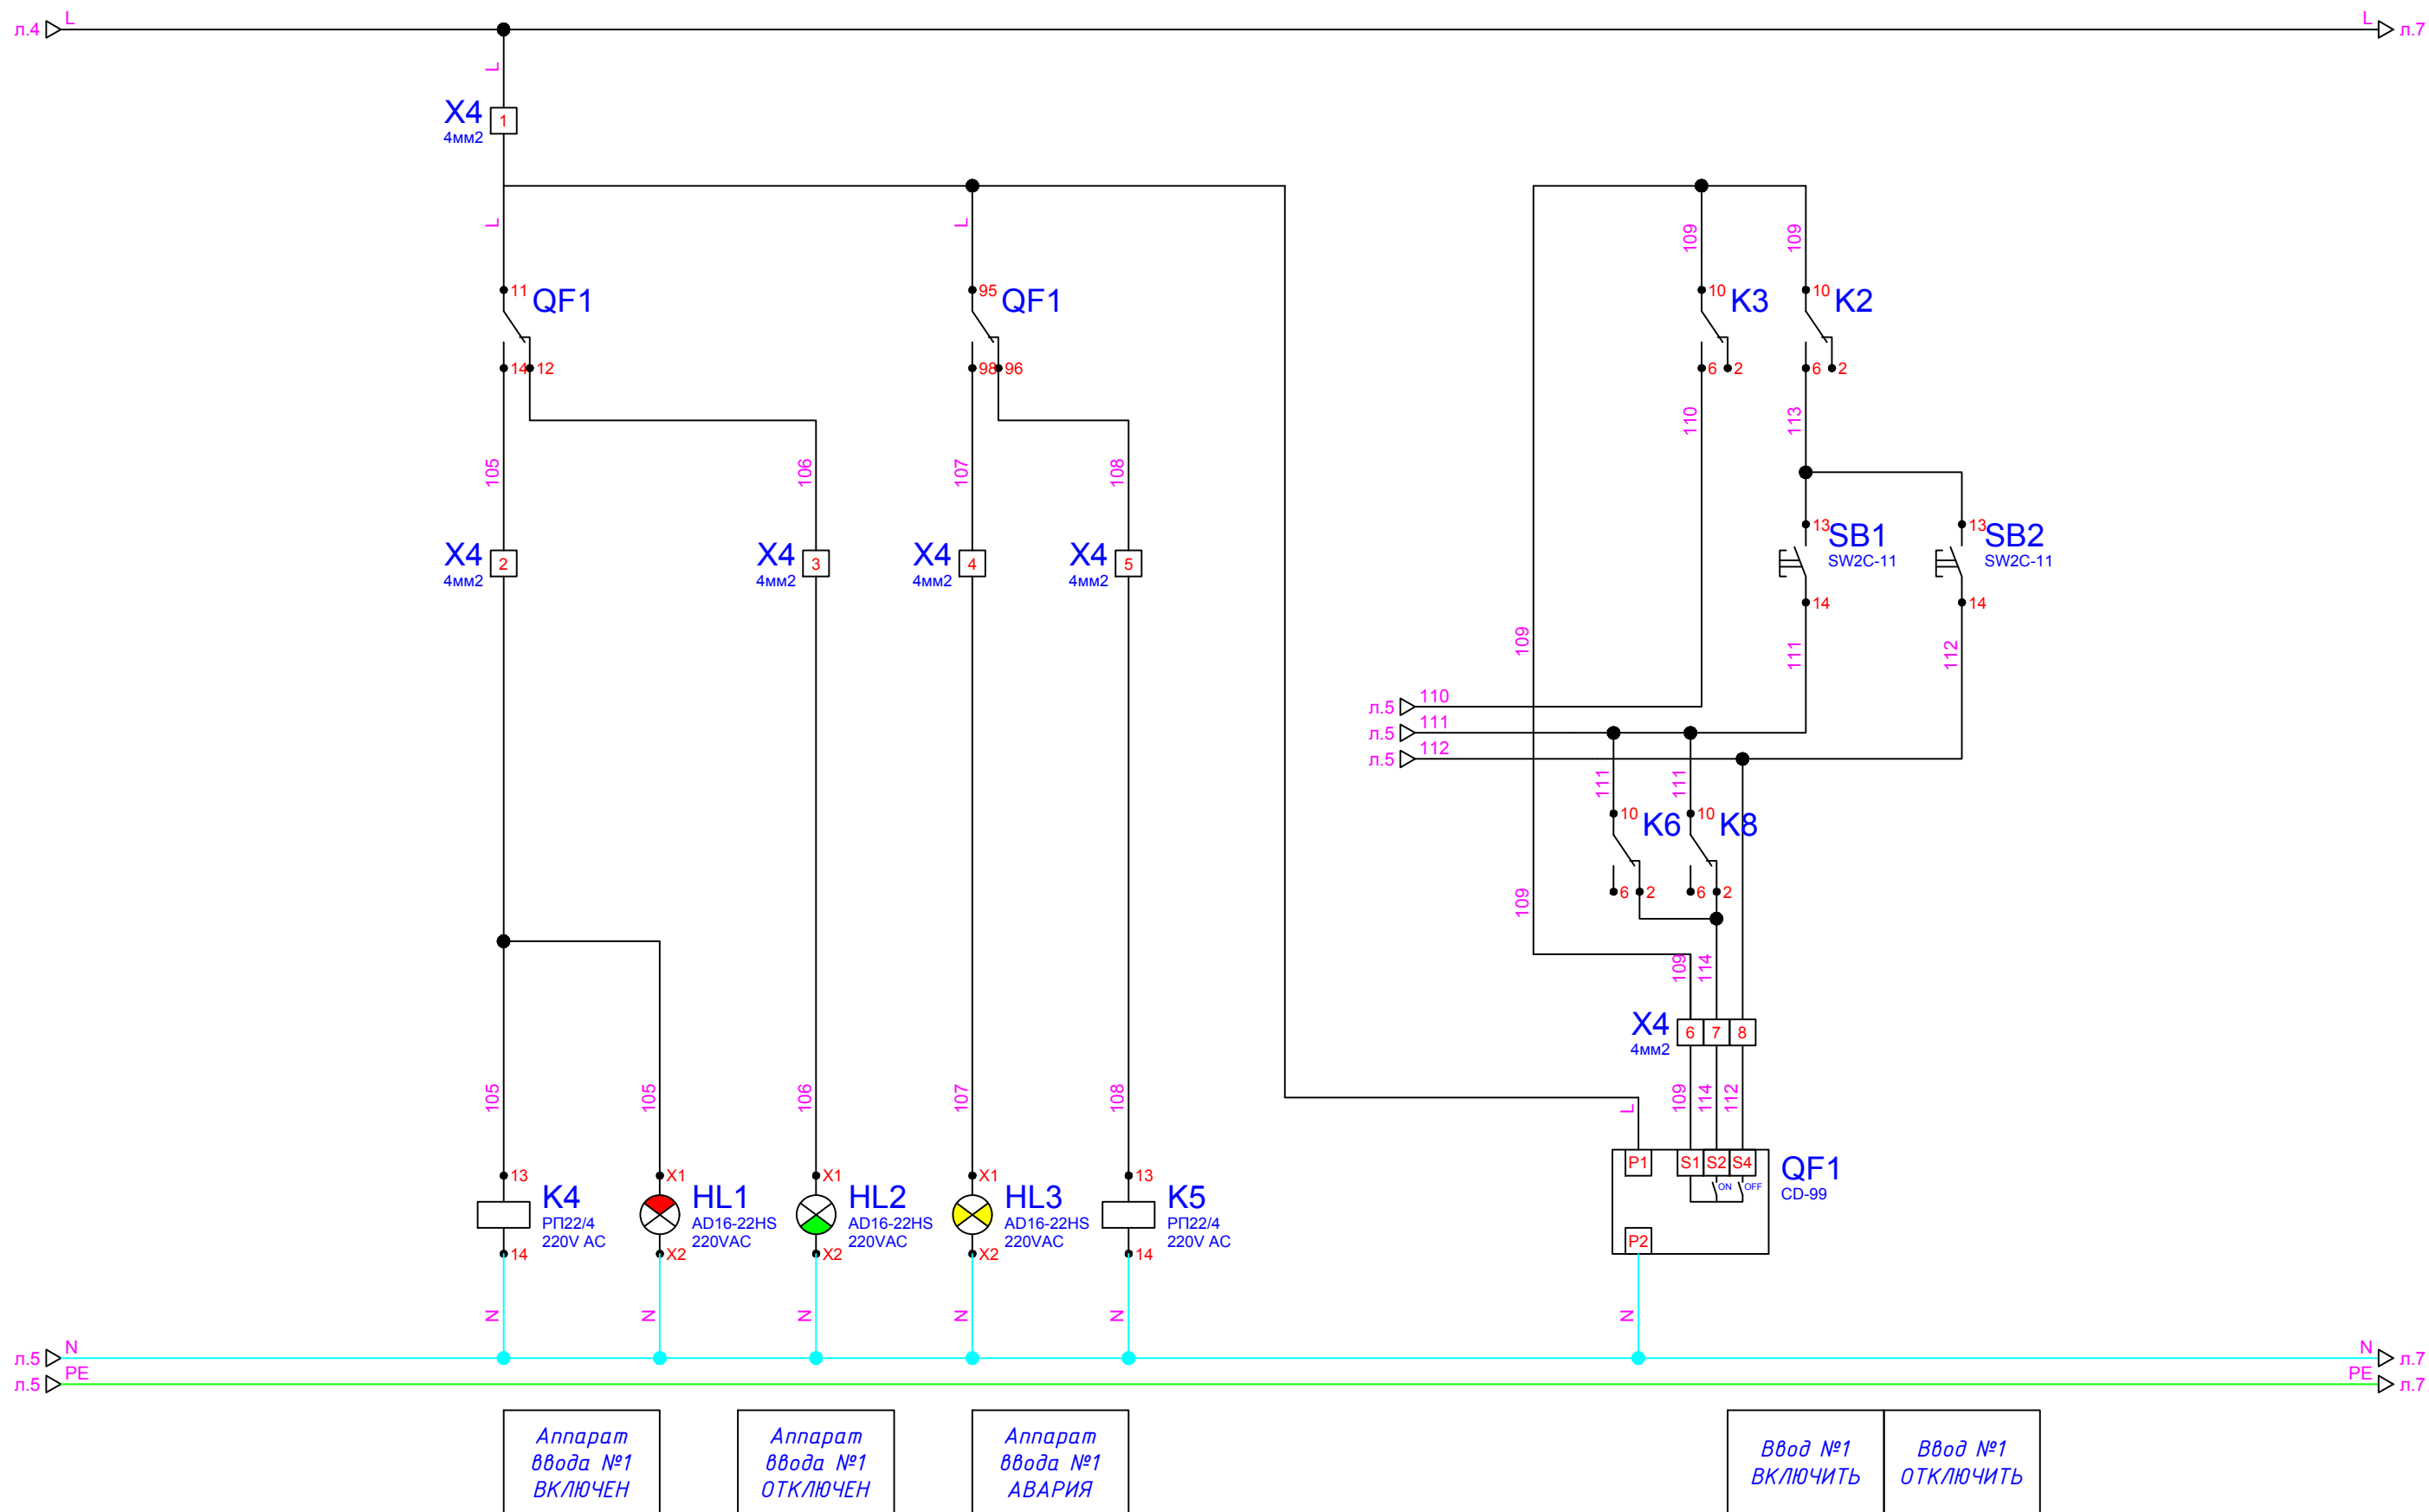 л.4 L L л.7
L
X4 1
4мм2
L L 109 109
11 QF1 95 QF1 10 K3 10 K2
14 12 98 96 6 2 6 2
110 113
105 106 107 108
13 SB1 13 SB2
SW2C-11 SW2C-11
X4 2 X4 3 X4 4 X4 5
4мм2 4мм2 4мм2 4мм2
14 14
109 111 112
л.5 110
л.5 111
л.5 112
111 111
10 K6 10 K8
6 2 6 2
109
109 114
X4 6 7 8
4мм2
105 105 106 107 108 L 109 114 112
P1 S1 S2 S4 QF1
ON OFF CD-99
13 X1 X1 X1 13
K4 HL1 HL2 HL3 K5
РП22/4 AD16-22HS AD16-22HS AD16-22HS РП22/4
220V AC 220VAC 220VAC 220VAC 220V AC
14 X2 X2 X2 14 P2
N N N N N N
л.5 N N л.7
л.5 PE PE л.7
Аппарат
ввода №1
ВКЛЮЧЕН
Аппарат
ввода №1
ОТКЛЮЧЕН
Аппарат
ввода №1
АВАРИЯ
Ввод №1
ВКЛЮЧИТЬ
Ввод №1
ОТКЛЮЧИТЬ